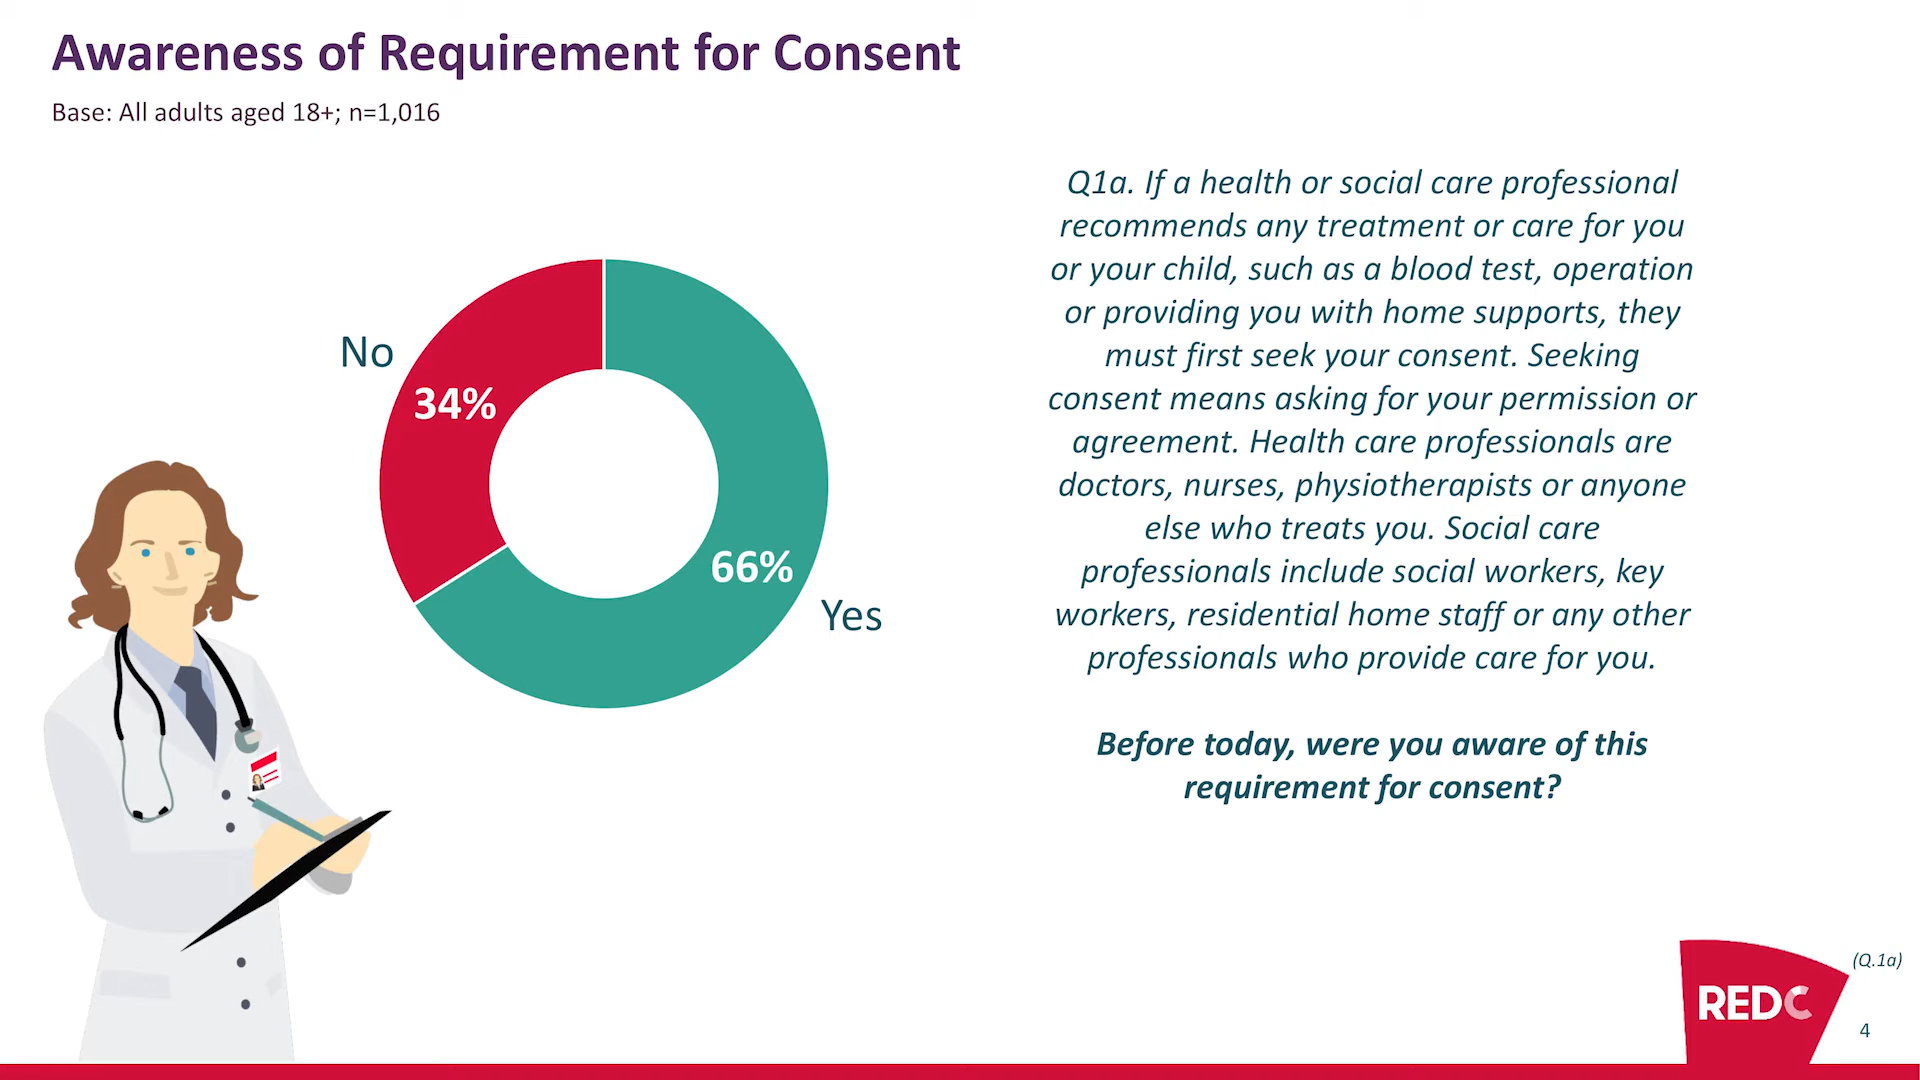 Awareness of Requirement for Consent
Base: All adults aged 18+; n=1,016
No
34%
66%
Yes
Q1a. If a health or social care professional
recommends any treatment or care for you
or your child, such as a blood test, operation
or providing you with home supports, they
must first seek your consent. Seeking
consent means asking for your permission or
agreement. Health care professionals are
doctors, nurses, physiotherapists or anyone
else who treats you. Social care
professionals include social workers, key
workers, residential home staff or any other
professionals who provide care for you.
Before today, were you aware of this
requirement for consent?
(Q.1a)
REDC
4